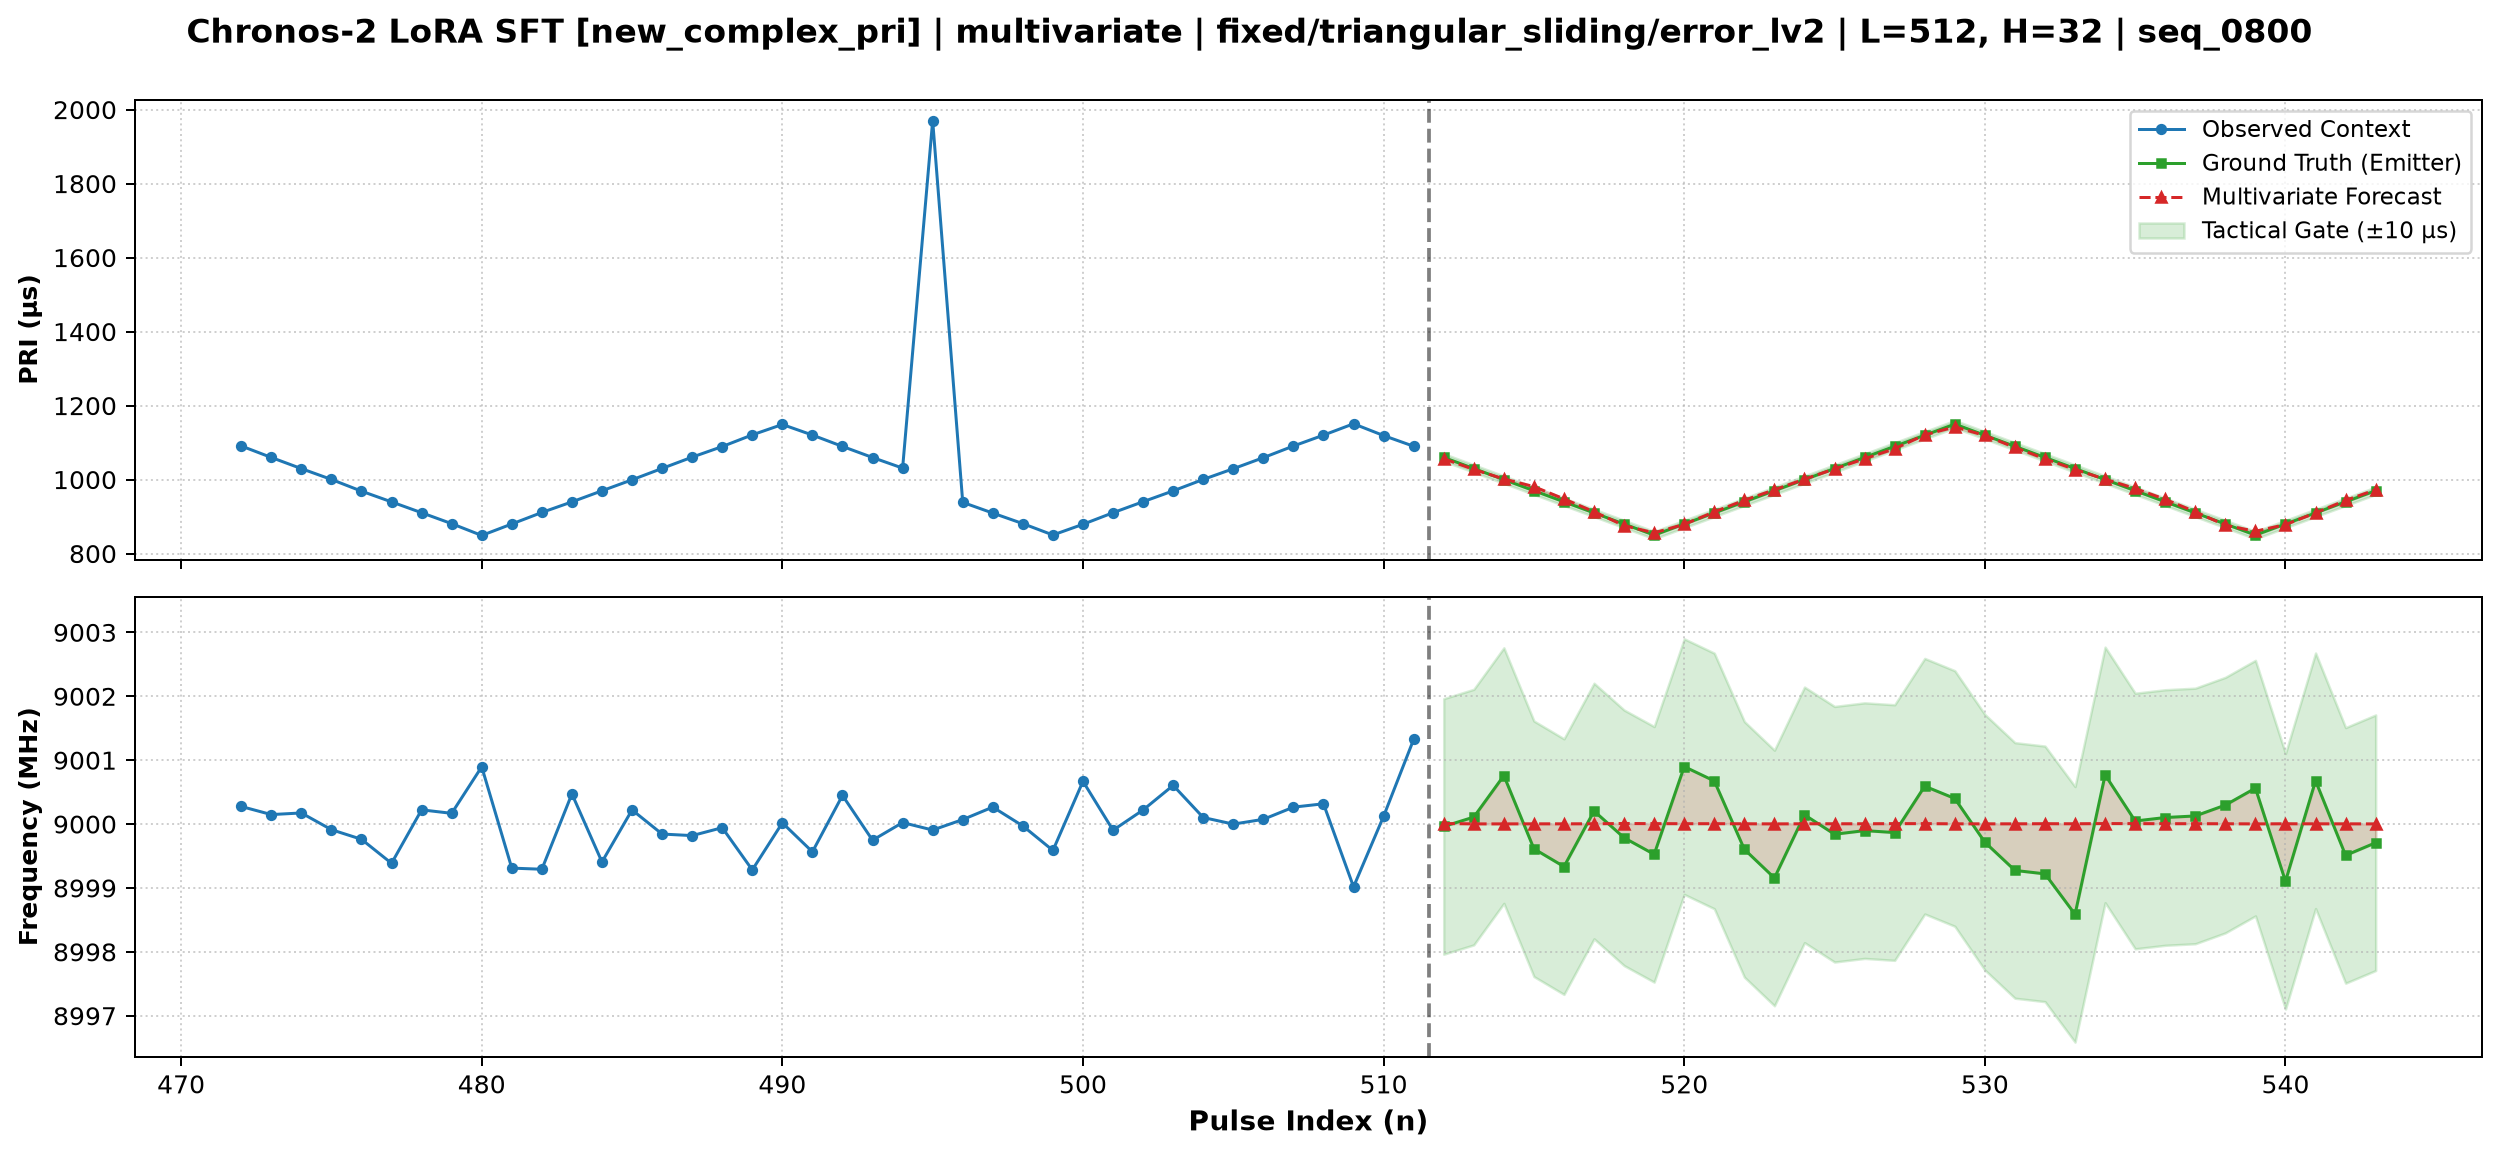 Chronos-2 LoRA SFT [new_complex_pri] | multivariate | fixed/triangular_sliding/error_lv2 | L=512, H=32 | seq_0800
2000
1800
1600
1400
1200
1000
800
PRI (µs)
Observed Context
Ground Truth (Emitter)
Multivariate Forecast
Tactical Gate (±10 µs)
9003
9002
9001
9000
8999
8998
8997
Frequency (MHz)
470 480 490 500 510 520 530 540
Pulse Index (n)